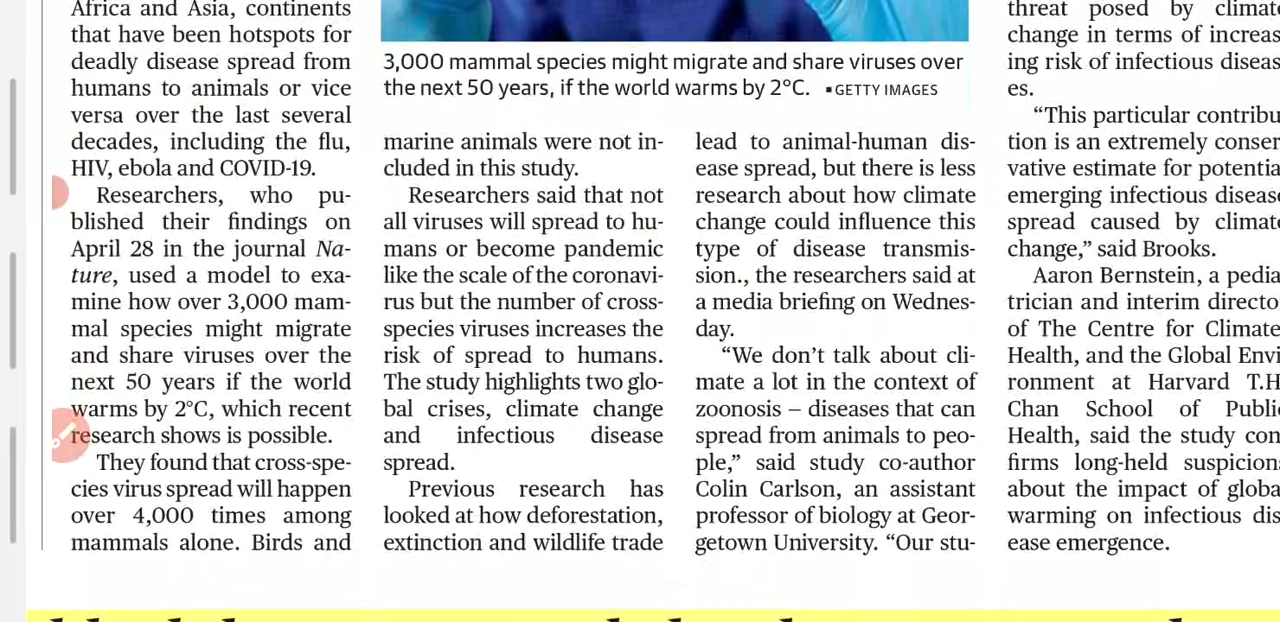 Africa and Asia, continents
that have been hotspots for
deadly disease spread from
humans to animals or vice
versa over the last several
decades, including the flu,
HIV, ebola and COVID-19.
Researchers, who pu-
blished their findings on
April 28 in the journal Na-
ture, used a model to exa-
mine how over 3,000 mam-
mal species might migrate
and share viruses over the
next 50 years if the world
warms by 2°C, which recent
research shows is possible.
They found that cross-spe-
cies virus spread will happen
over 4,000 times among
mammals alone. Birds and
3,000 mammal species might migrate and share viruses over
the next 50 years, if the world warms by 2°C. ▪GETTY IMAGES
marine animals were not in-
cluded in this study.
Researchers said that not
all viruses will spread to hu-
mans or become pandemic
like the scale of the coronavi-
rus but the number of cross-
species viruses increases the
risk of spread to humans.
The study highlights two glo-
bal crises, climate change
and infectious disease
spread.
Previous research has
looked at how deforestation,
extinction and wildlife trade
lead to animal-human dis-
ease spread, but there is less
research about how climate
change could influence this
type of disease transmis-
sion., the researchers said at
a media briefing on Wednes-
day.
“We don’t talk about cli-
mate a lot in the context of
zoonosis – diseases that can
spread from animals to peo-
ple,” said study co-author
Colin Carlson, an assistant
professor of biology at Geor-
getown University. “Our stu-
threat posed by climat
change in terms of increas
ing risk of infectious diseas
es.
“This particular contribu
tion is an extremely conser
vative estimate for potentia
emerging infectious diseas
spread caused by climat
change,” said Brooks.
Aaron Bernstein, a pedia
trician and interim directo
of The Centre for Climate
Health, and the Global Envi
ronment at Harvard T.H
Chan School of Public
Health, said the study con
firms long-held suspicion
about the impact of globa
warming on infectious dis
ease emergence.